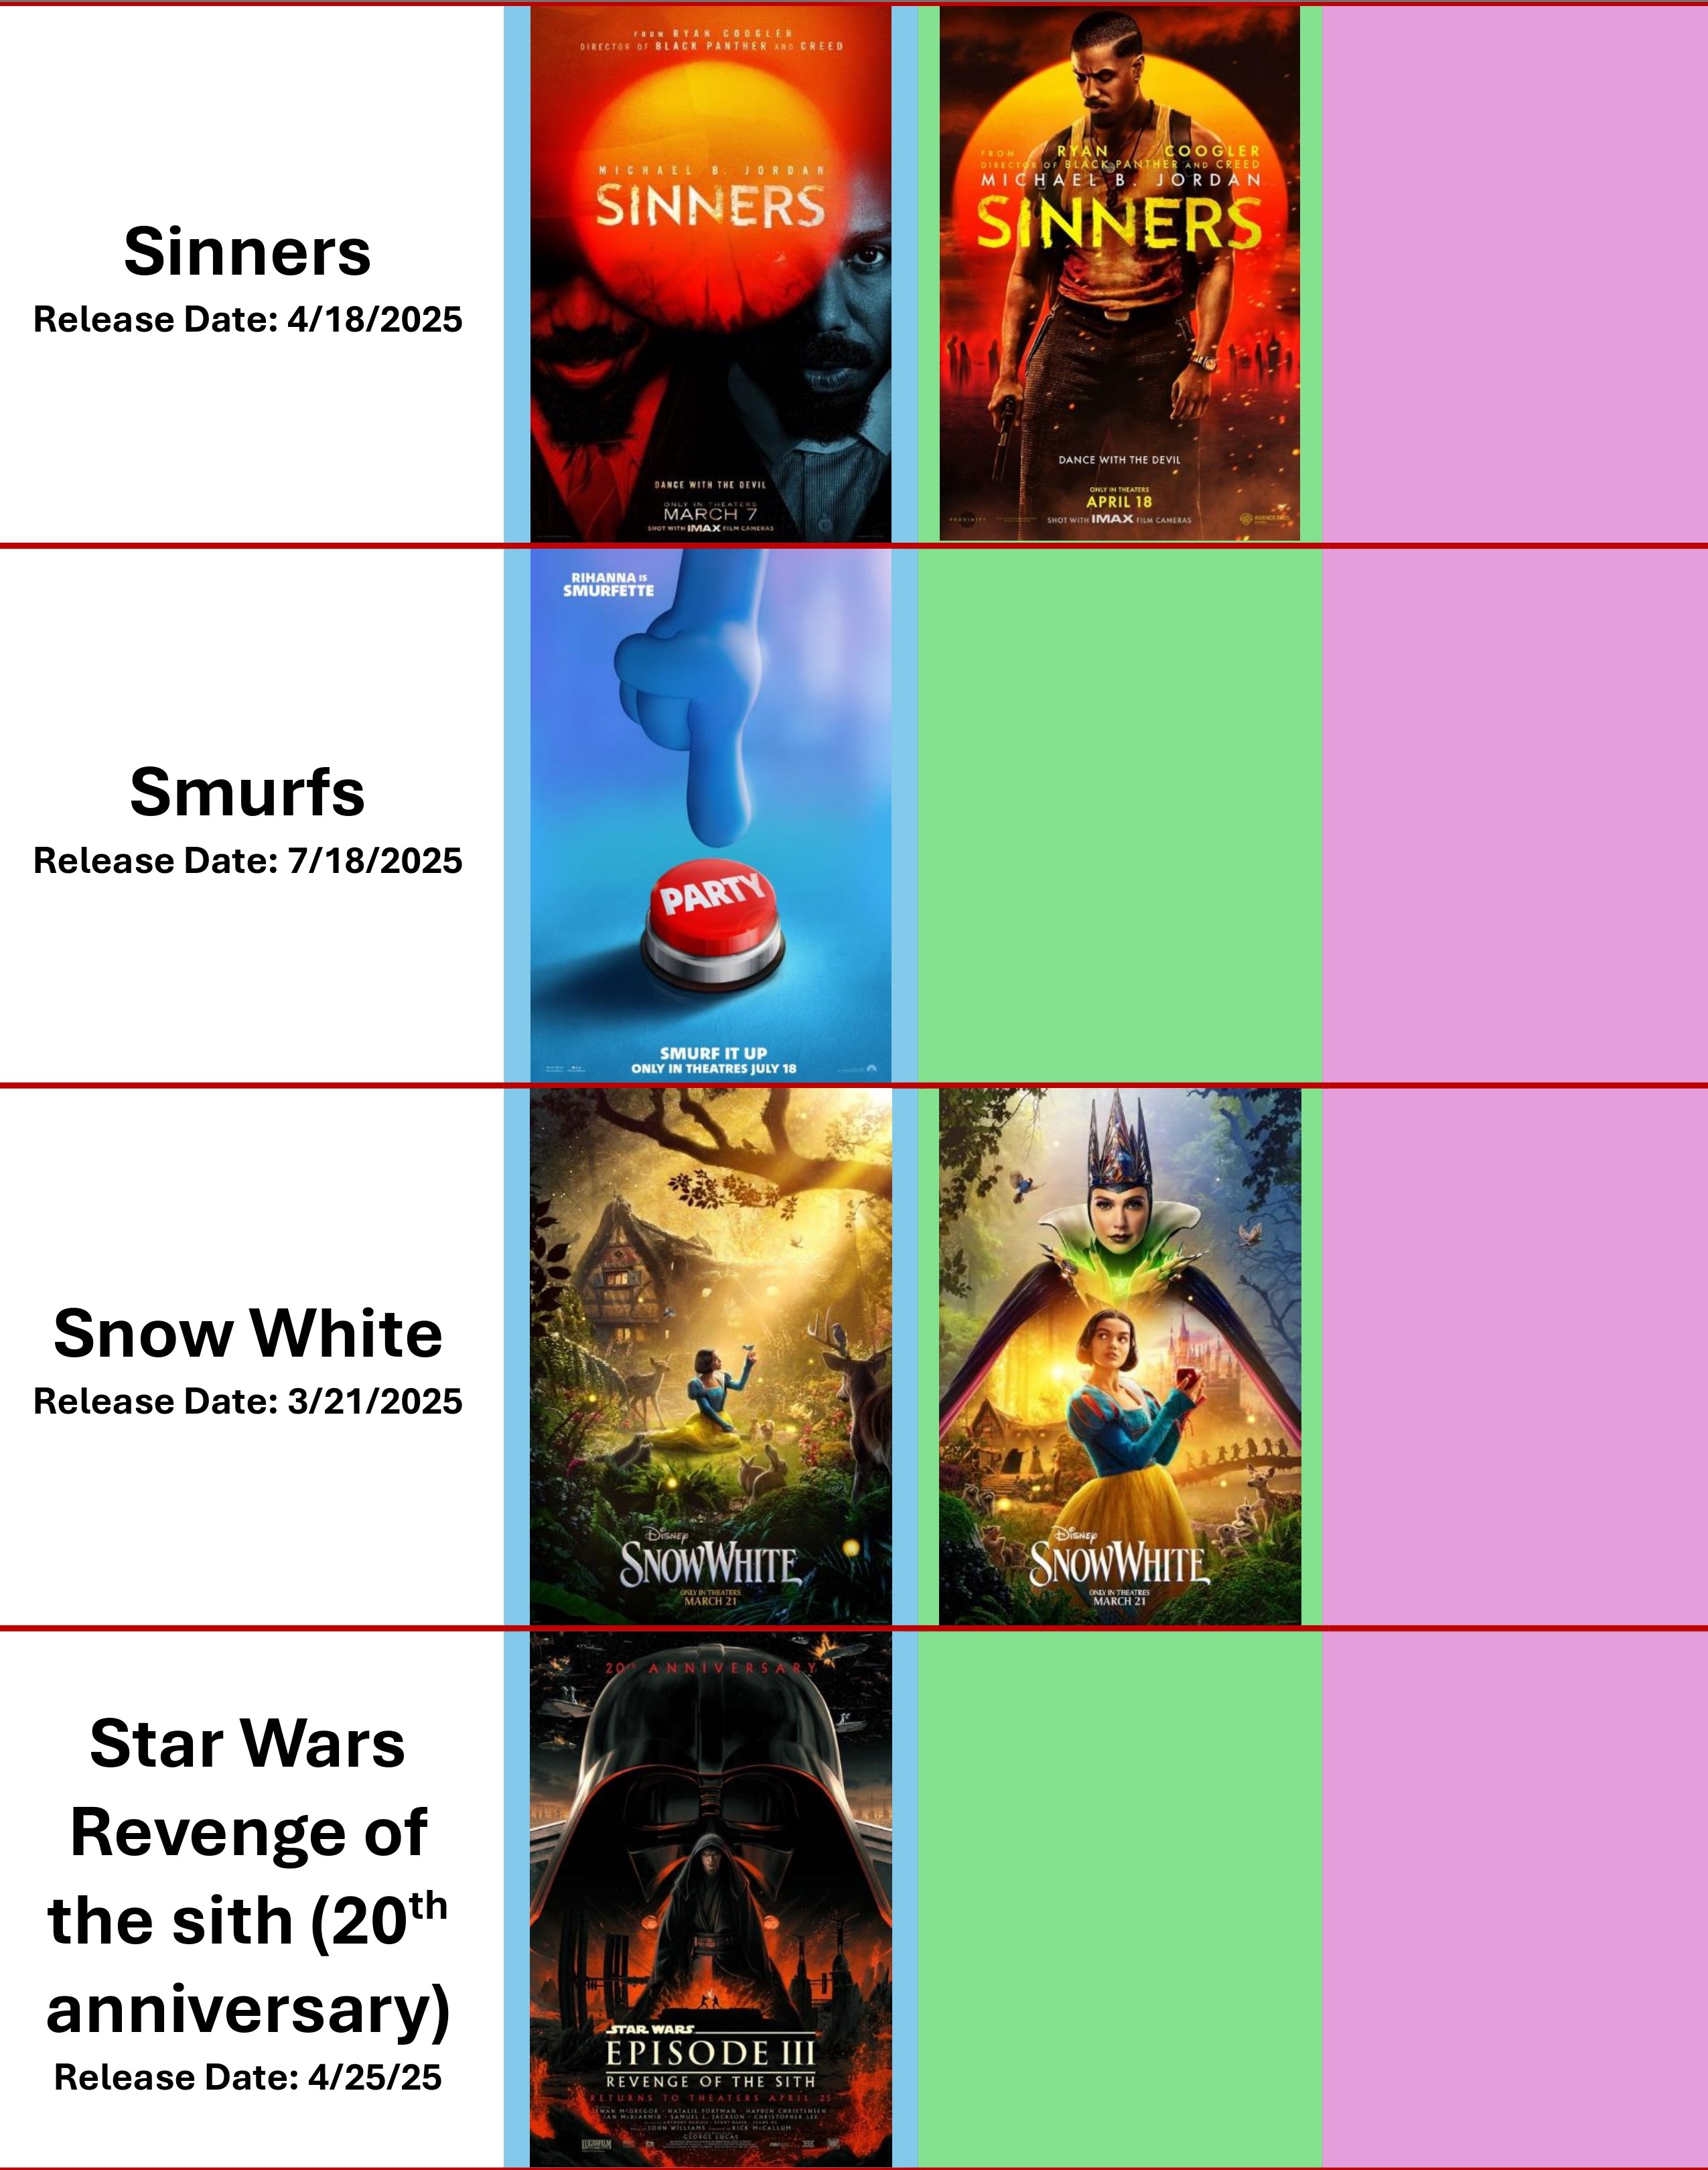 Sinners
Release Date: 4/18/2025
FROM RYAN COOGLER
DIRECTOR OF BLACK PANTHER AND CREED
MICHAEL B. JORDAN
SINNERS
DANCE WITH THE DEVIL
ONLY IN THEATERS
MARCH 7
SHOT WITH IMAX FILM CAMERAS
FROM RYAN COOGLER
DIRECTOR OF BLACK PANTHER AND CREED
MICHAEL B. JORDAN
SINNERS
DANCE WITH THE DEVIL
ONLY IN THEATERS
APRIL 18
SHOT WITH IMAX FILM CAMERAS
PROXIMITY
WARNER BROS.
Smurfs
Release Date: 7/18/2025
RIHANNA IS
SMURFETTE
PARTY
SMURF IT UP
ONLY IN THEATRES JULY 18
Snow White
Release Date: 3/21/2025
Disney
SNOW WHITE
ONLY IN THEATERS
MARCH 21
Disney
SNOW WHITE
ONLY IN THEATRES
MARCH 21
Star Wars
Revenge of
the sith (20th
anniversary)
Release Date: 4/25/25
20TH ANNIVERSARY
STAR WARS
EPISODE III
REVENGE OF THE SITH
RETURNS TO THEATERS APRIL 25
EWAN McGREGOR · NATALIE PORTMAN · HAYDEN CHRISTENSEN
IAN McDIARMID · SAMUEL L. JACKSON · CHRISTOPHER LEE
JOHN WILLIAMS RICK McCALLUM
GEORGE LUCAS
LUCASFILM